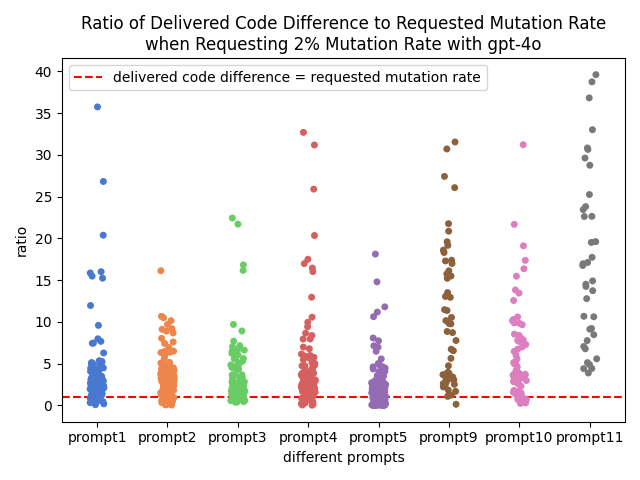 Ratio of Delivered Code Difference to Requested Mutation Rate
when Requesting 2% Mutation Rate with gpt-4o
delivered code difference = requested mutation rate
40
35
30
25
20
15
10
5
0
ratio
prompt1 prompt2 prompt3 prompt4 prompt5 prompt9 prompt10 prompt11
different prompts